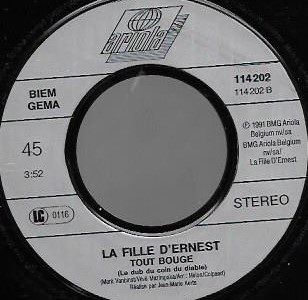 ariola
BIEM
GEMA
114 202
114 202 B
℗ 1991 BMG Ariola
Belgium nv/sa
BMG Ariola Belgium
nv/sa/
La Fille D'Ernest
45
3:52
STEREO
0116
LA FILLE D'ERNEST
TOUT BOUGE
(Le dub du coin du diable)
Réalisé par Jean-Marie Aerts